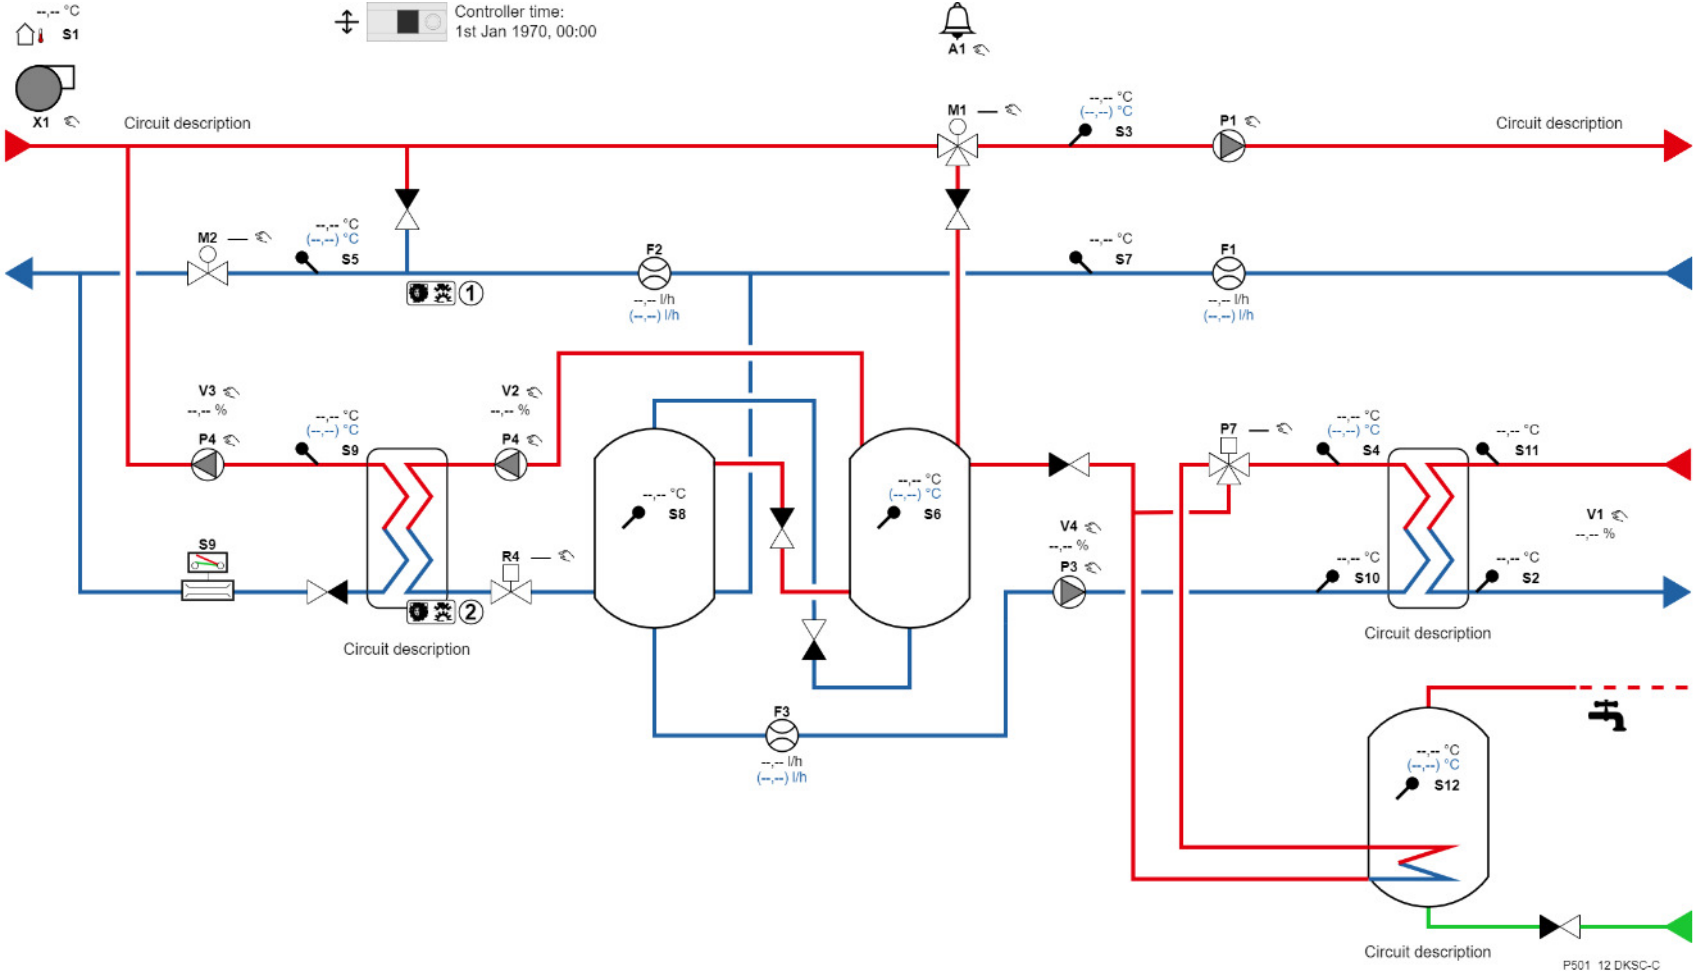 --,-- °C
S1
Controller time:
1st Jan 1970, 00:00
A1
X1
Circuit description
M1
--,-- °C
(--,--) °C
S3
P1
Circuit description
M2
--,-- °C
(--,--) °C
S5
F2
--,-- l/h
(--,--) l/h
--,-- °C
S7
F1
--,-- l/h
(--,--) l/h
1
V3
--,-- %
P4
--,-- °C
(--,--) °C
S9
V2
--,-- %
P4
--,-- °C
S8
--,-- °C
(--,--) °C
S6
P7
--,-- °C
(--,--) °C
S4
--,-- °C
S11
V4
--,-- %
P3
V1
--,-- %
S9
R4
--,-- °C
S10
--,-- °C
S2
2
Circuit description
Circuit description
F3
--,-- l/h
(--,--) l/h
--,-- °C
(--,--) °C
S12
Circuit description
P501 12 DKSC-C